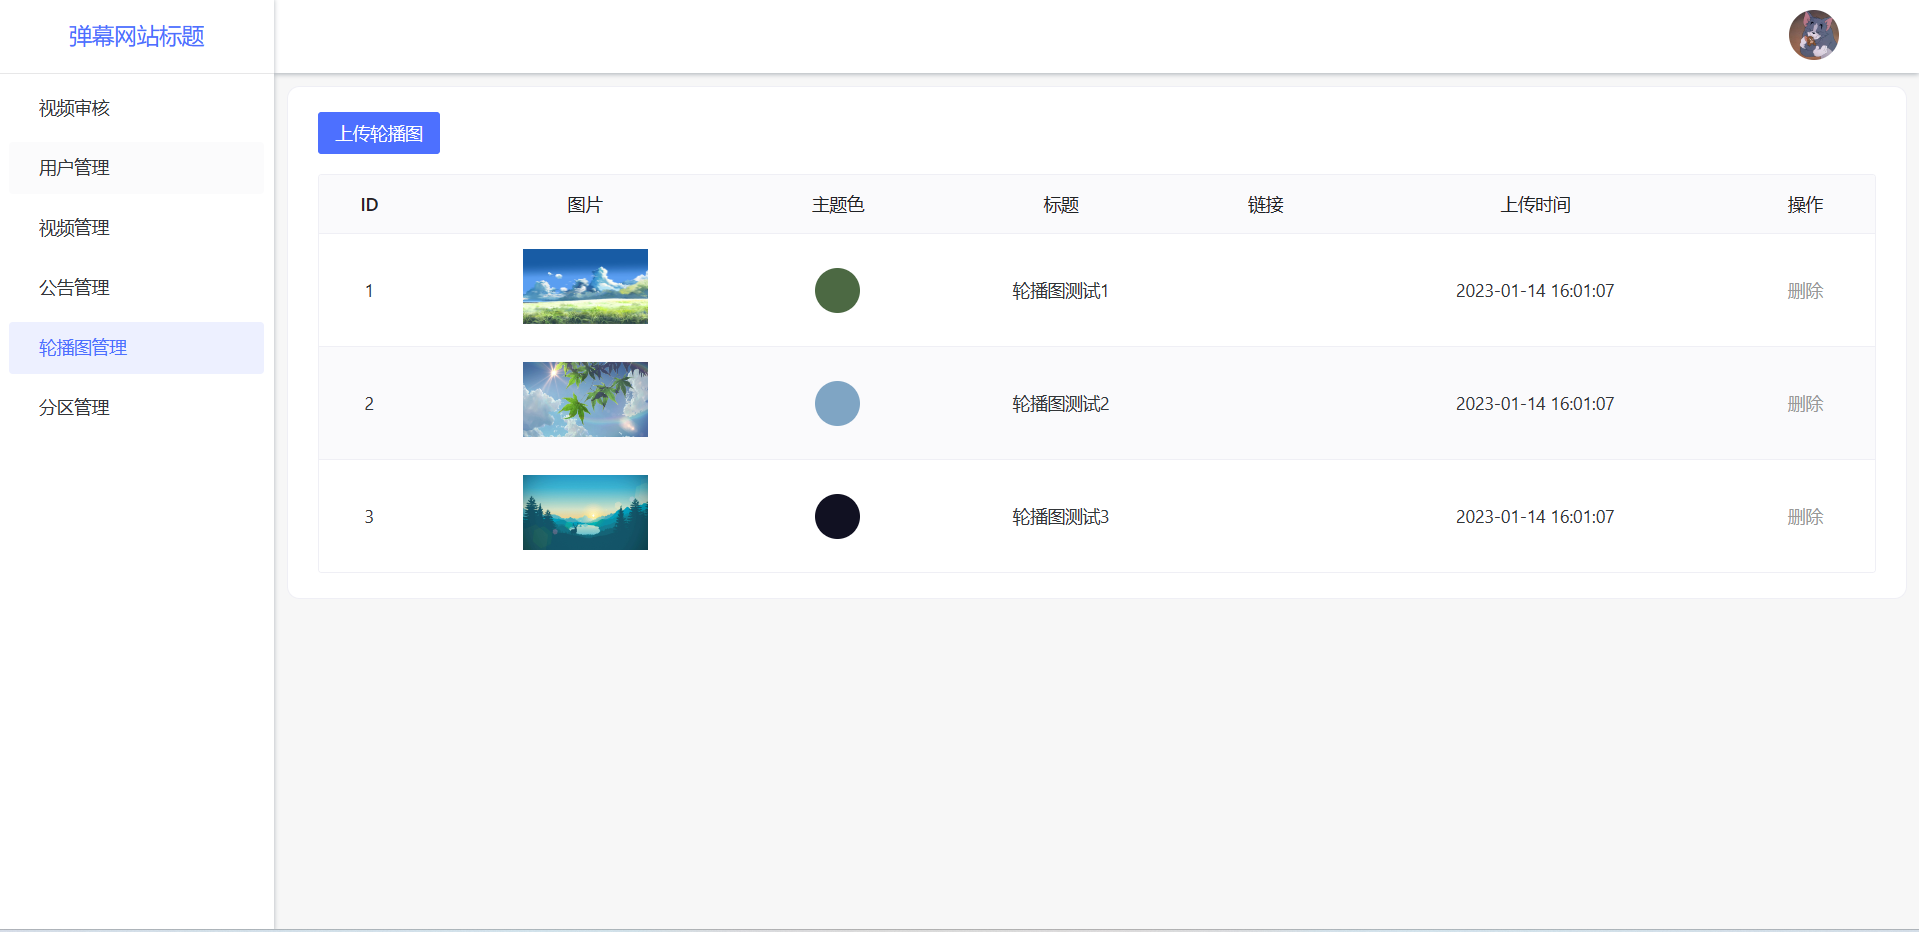 弹幕网站标题
视频审核
用户管理
视频管理
公告管理
轮播图管理
分区管理
上传轮播图
ID 图片 主题色 标题 链接 上传时间 操作
1 轮播图测试1 2023-01-14 16:01:07 删除
2 轮播图测试2 2023-01-14 16:01:07 删除
3 轮播图测试3 2023-01-14 16:01:07 删除